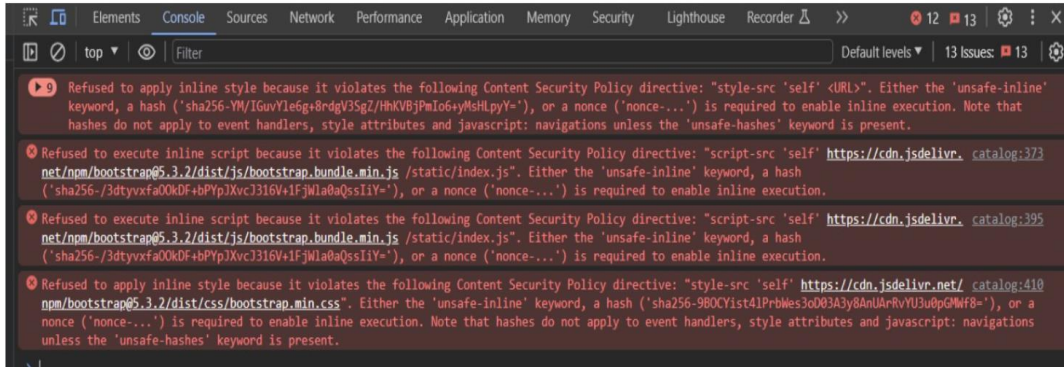 Elements Console Sources Network Performance Application Memory Security Lighthouse Recorder >> 12 13
top ▼ Filter Default levels ▼ 13 Issues: 13
9 Refused to apply inline style because it violates the following Content Security Policy directive: "style-src 'self' <URL>". Either the 'unsafe-inline'
keyword, a hash ('sha256-YM/IGuvYle6g+8rdgV3SgZ/HhKVBjPmIo6+yMsHLpyY='), or a nonce ('nonce-...') is required to enable inline execution. Note that
hashes do not apply to event handlers, style attributes and javascript: navigations unless the 'unsafe-hashes' keyword is present.
Refused to execute inline script because it violates the following Content Security Policy directive: "script-src 'self' https://cdn.jsdelivr. catalog:373
net/npm/bootstrap@5.3.2/dist/js/bootstrap.bundle.min.js /static/index.js". Either the 'unsafe-inline' keyword, a hash
('sha256-/3dtyvxfaOOkDF+bPYpJXvcJ316V+1FjWla0aQssIiY='), or a nonce ('nonce-...') is required to enable inline execution.
Refused to execute inline script because it violates the following Content Security Policy directive: "script-src 'self' https://cdn.jsdelivr. catalog:395
net/npm/bootstrap@5.3.2/dist/js/bootstrap.bundle.min.js /static/index.js". Either the 'unsafe-inline' keyword, a hash
('sha256-/3dtyvxfaOOkDF+bPYpJXvcJ316V+1FjWla0aQssIiY='), or a nonce ('nonce-...') is required to enable inline execution.
Refused to apply inline style because it violates the following Content Security Policy directive: "style-src 'self' https://cdn.jsdelivr.net/ catalog:410
npm/bootstrap@5.3.2/dist/css/bootstrap.min.css". Either the 'unsafe-inline' keyword, a hash ('sha256-9BOCYist4lPrbWes3oD03A3y8AnUArRvYU3u0pGMWf8='), or a
nonce ('nonce-...') is required to enable inline execution. Note that hashes do not apply to event handlers, style attributes and javascript: navigations
unless the 'unsafe-hashes' keyword is present.